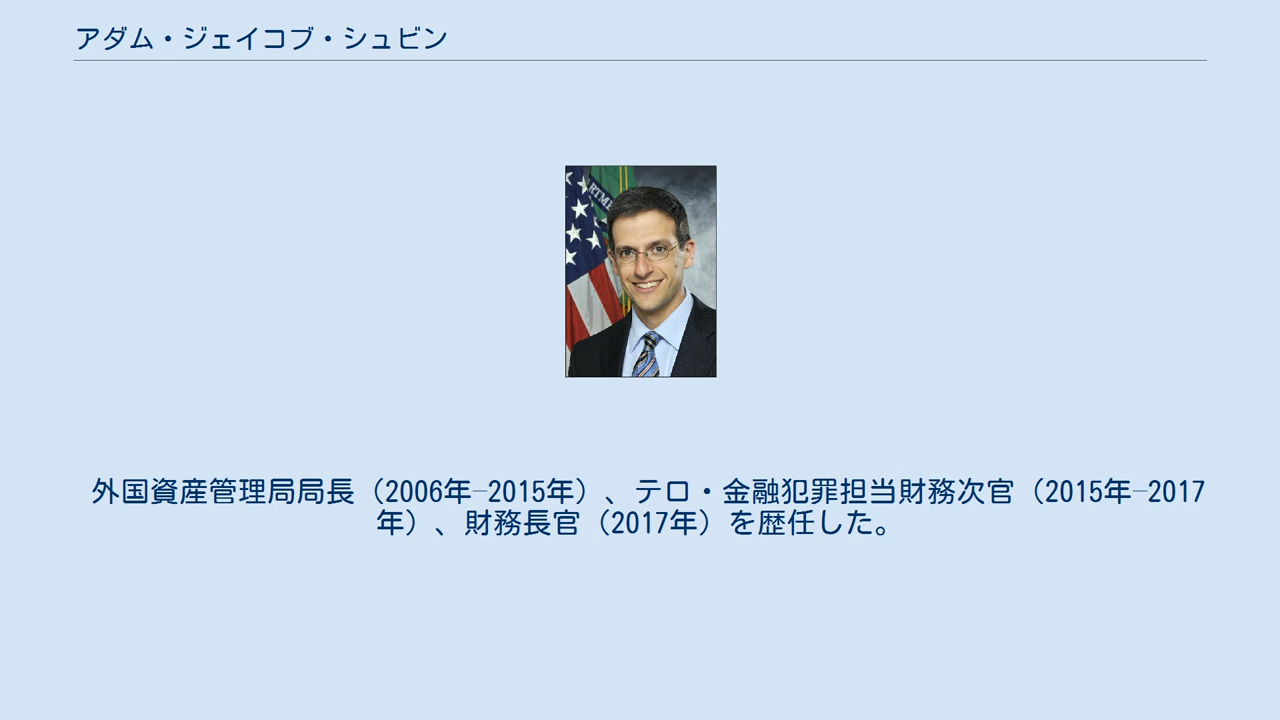 アダム・ジェイコブ・シュビン
RTME
外国資産管理局局長（2006年–2015年）、テロ・金融犯罪担当財務次官（2015年–2017
年）、財務長官（2017年）を歴任した。